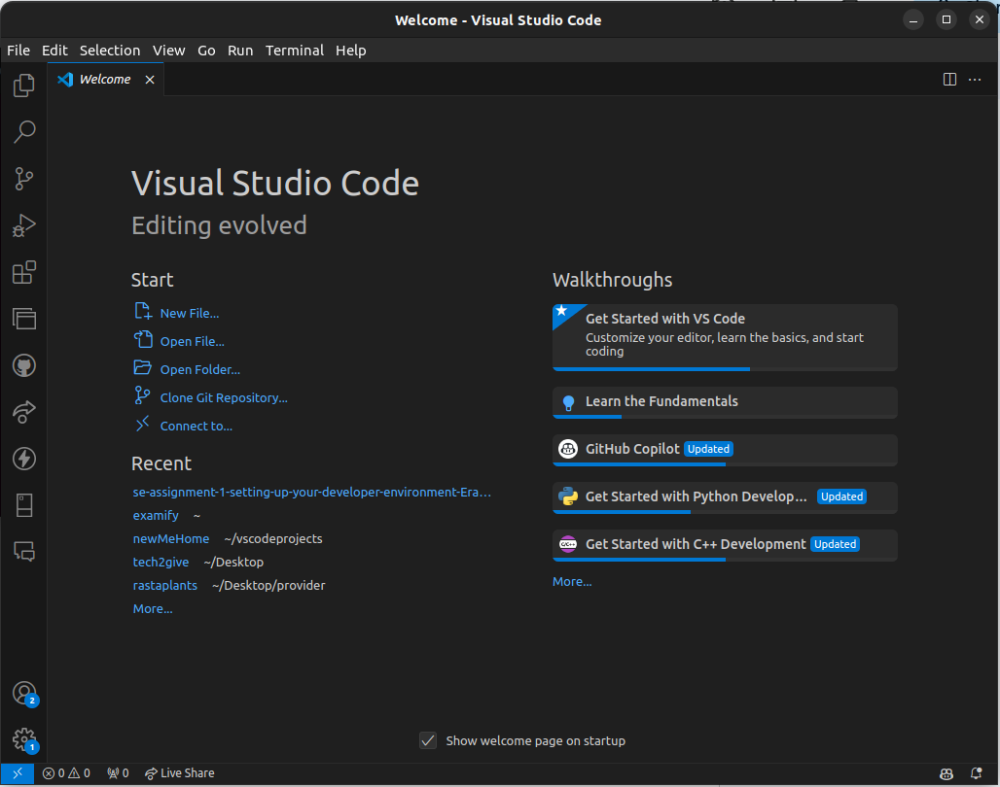 Welcome - Visual Studio Code
File Edit Selection View Go Run Terminal Help
Welcome
Visual Studio Code
Editing evolved
Start
New File...
Open File...
Open Folder...
Clone Git Repository...
Connect to...
Recent
se-assignment-1-setting-up-your-developer-environment-Era...
examify ~
newMeHome ~/vscodeprojects
tech2give ~/Desktop
rastaplants ~/Desktop/provider
More...
Walkthroughs
Get Started with VS Code
Customize your editor, learn the basics, and start
coding
Learn the Fundamentals
GitHub Copilot Updated
Get Started with Python Develop... Updated
C/C++ Get Started with C++ Development Updated
More...
2
1
Show welcome page on startup
0 0 0 Live Share